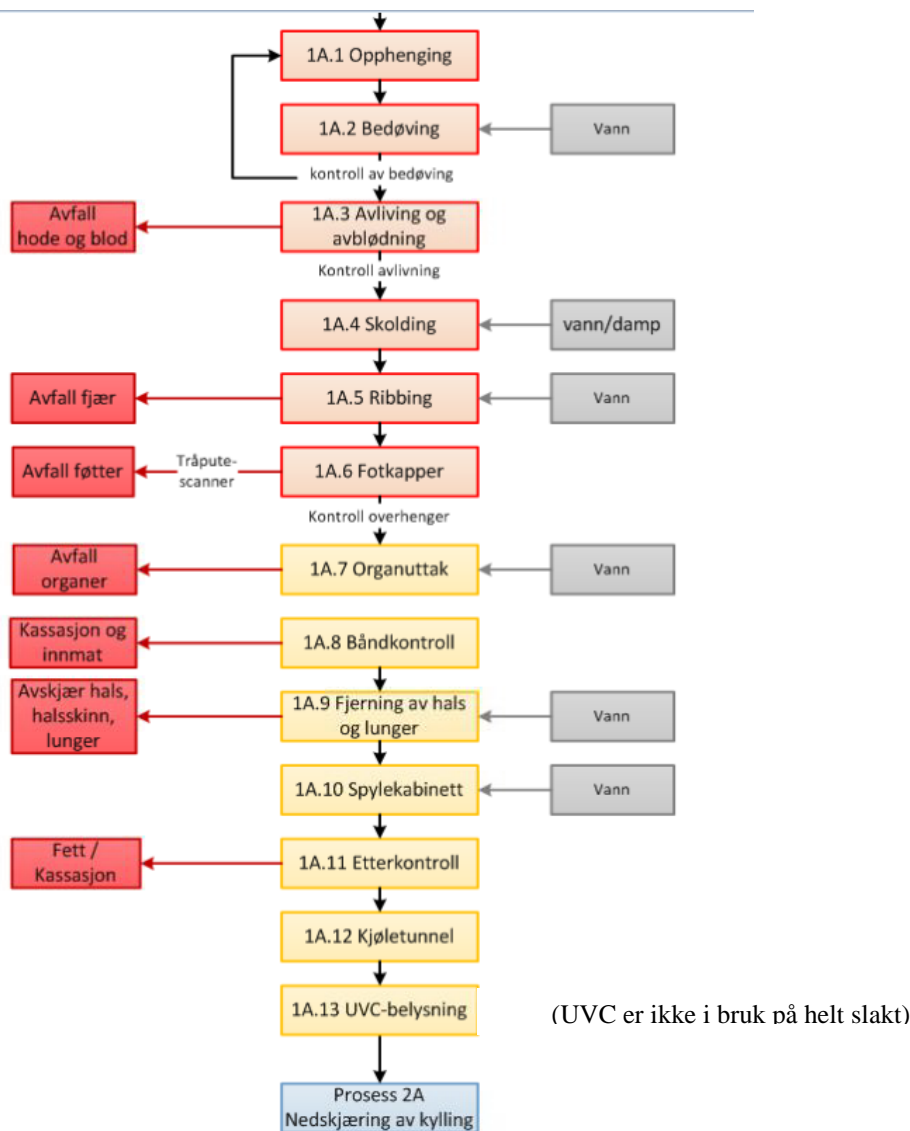 1A.1 Opphenging
1A.2 Bedøving
Vann
kontroll av bedøving
Avfall
hode og blod
1A.3 Avliving og
avblødning
Kontroll avlivning
1A.4 Skolding
vann/damp
Avfall fjær
1A.5 Ribbing
Vann
Avfall føtter
Tråpute-
scanner
1A.6 Fotkapper
Kontroll overhenger
Avfall
organer
1A.7 Organuttak
Vann
Kassasjon og
innmat
1A.8 Båndkontroll
Avskjær hals,
halsskinn,
lunger
1A.9 Fjerning av hals
og lunger
Vann
1A.10 Spylekabinett
Vann
Fett /
Kassasjon
1A.11 Etterkontroll
1A.12 Kjøletunnel
1A.13 UVC-belysning
(UVC er ikke i bruk på helt slakt)
Prosess 2A
Nedskjæring av kylling